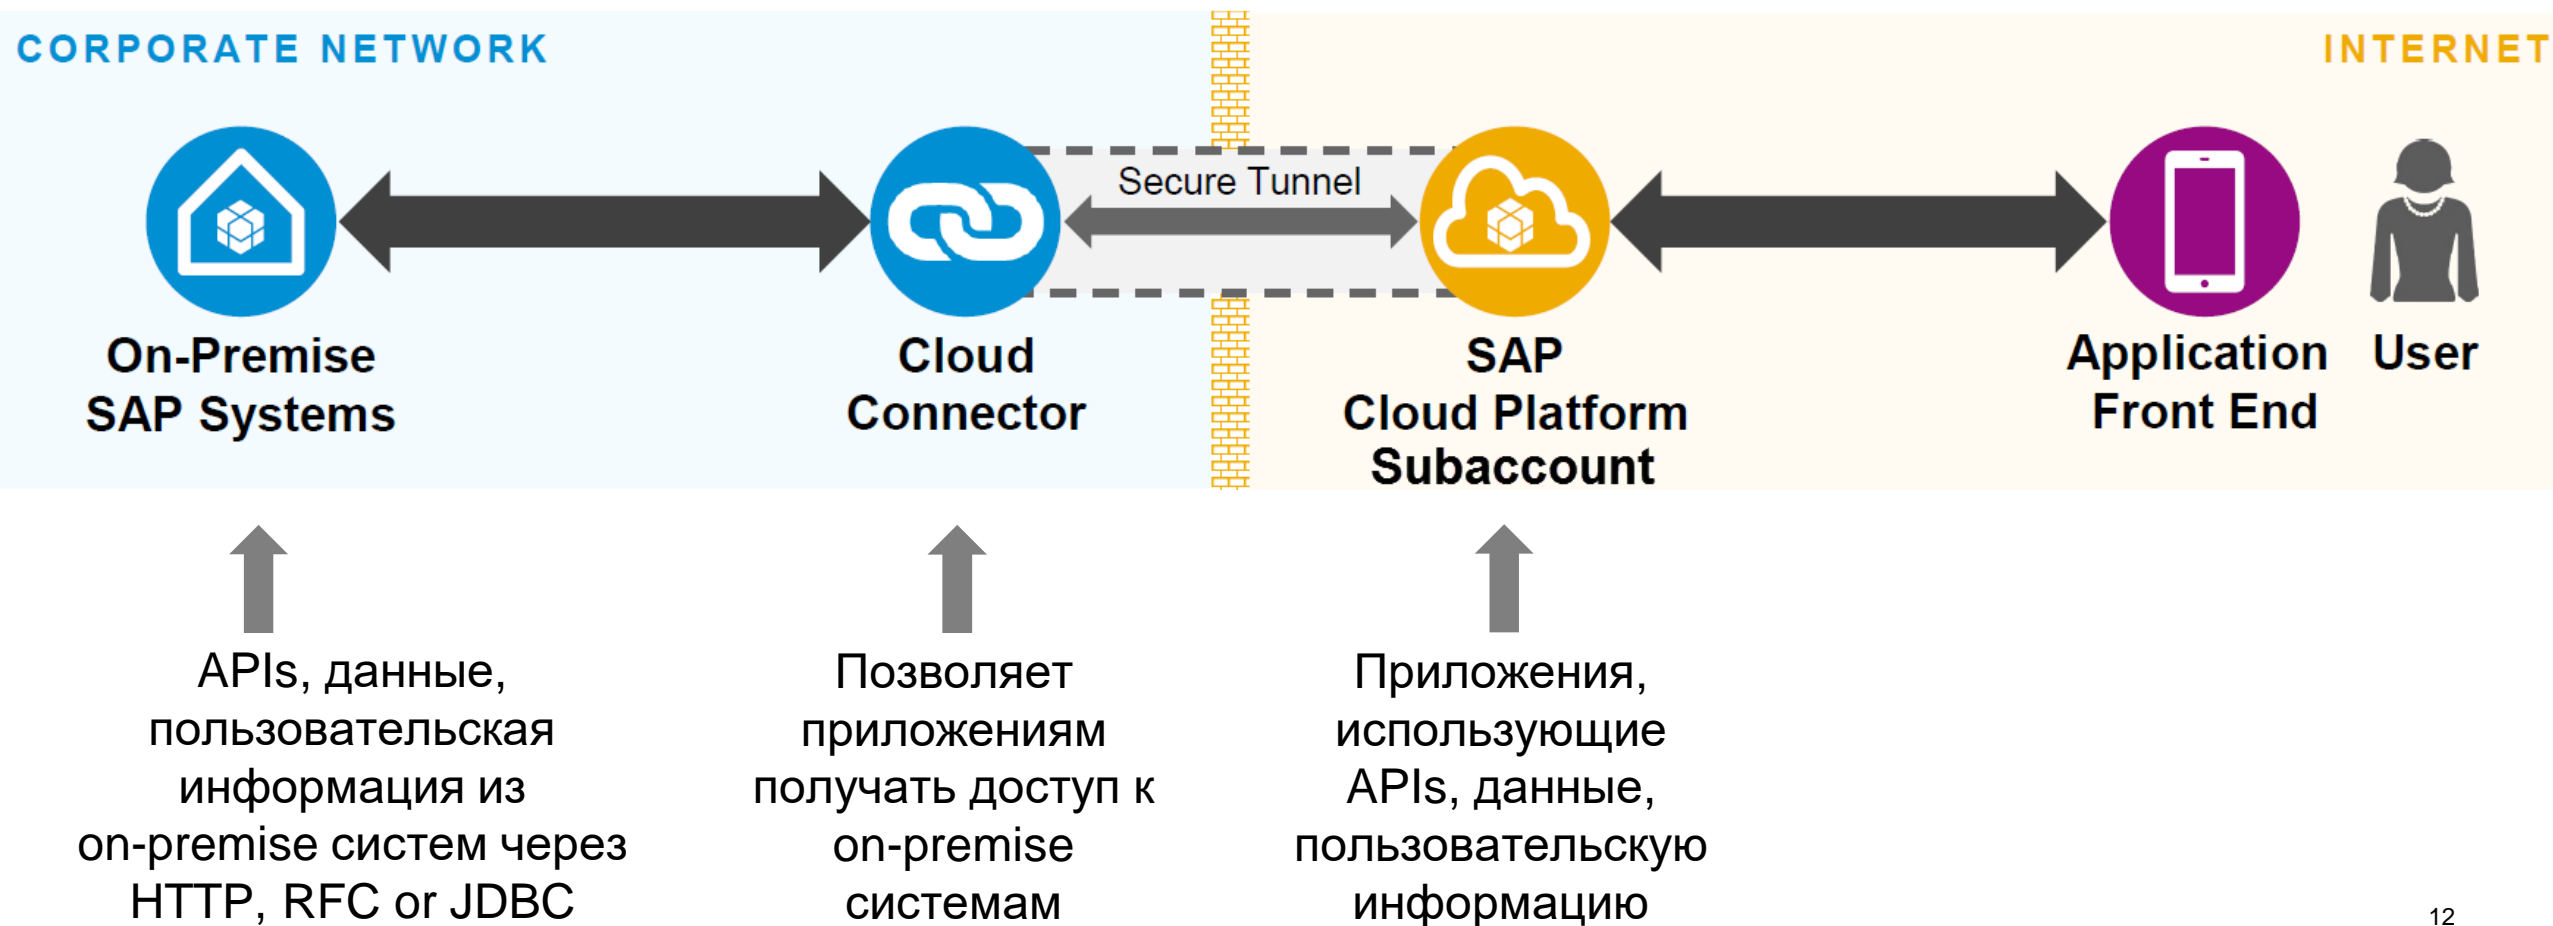 CORPORATE NETWORK
INTERNET
Secure Tunnel
On-Premise
SAP Systems
Cloud
Connector
SAP
Cloud Platform
Subaccount
Application
Front End
User
APIs, данные,
пользовательская
информация из
on-premise систем через
HTTP, RFC or JDBC
Позволяет
приложениям
получать доступ к
on-premise
системам
Приложения,
использующие
APIs, данные,
пользовательскую
информацию
12